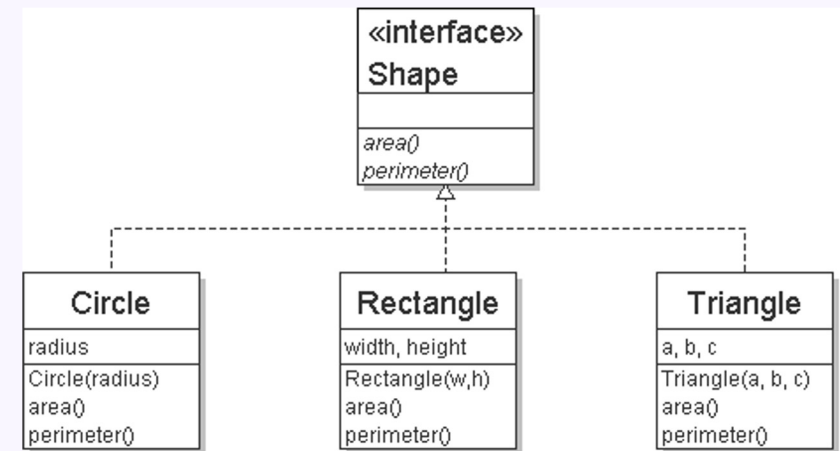 «interface»
Shape
area()
perimeter()
Circle
radius
Circle(radius)
area()
perimeter()
Rectangle
width, height
Rectangle(w,h)
area()
perimeter()
Triangle
a, b, c
Triangle(a, b, c)
area()
perimeter()